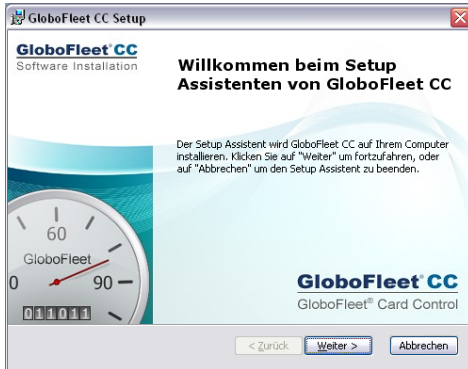 GloboFleet CC Setup
GloboFleet® CC
Software Installation
Willkommen beim Setup
Assistenten von GloboFleet CC
Der Setup Assistent wird GloboFleet CC auf Ihrem Computer
installieren. Klicken Sie auf "Weiter" um fortzufahren, oder
auf "Abbrechen" um den Setup Assistent zu beenden.
60
GloboFleet
0
90
011011
GloboFleet® CC
GloboFleet® Card Control
< Zurück
Weiter >
Abbrechen